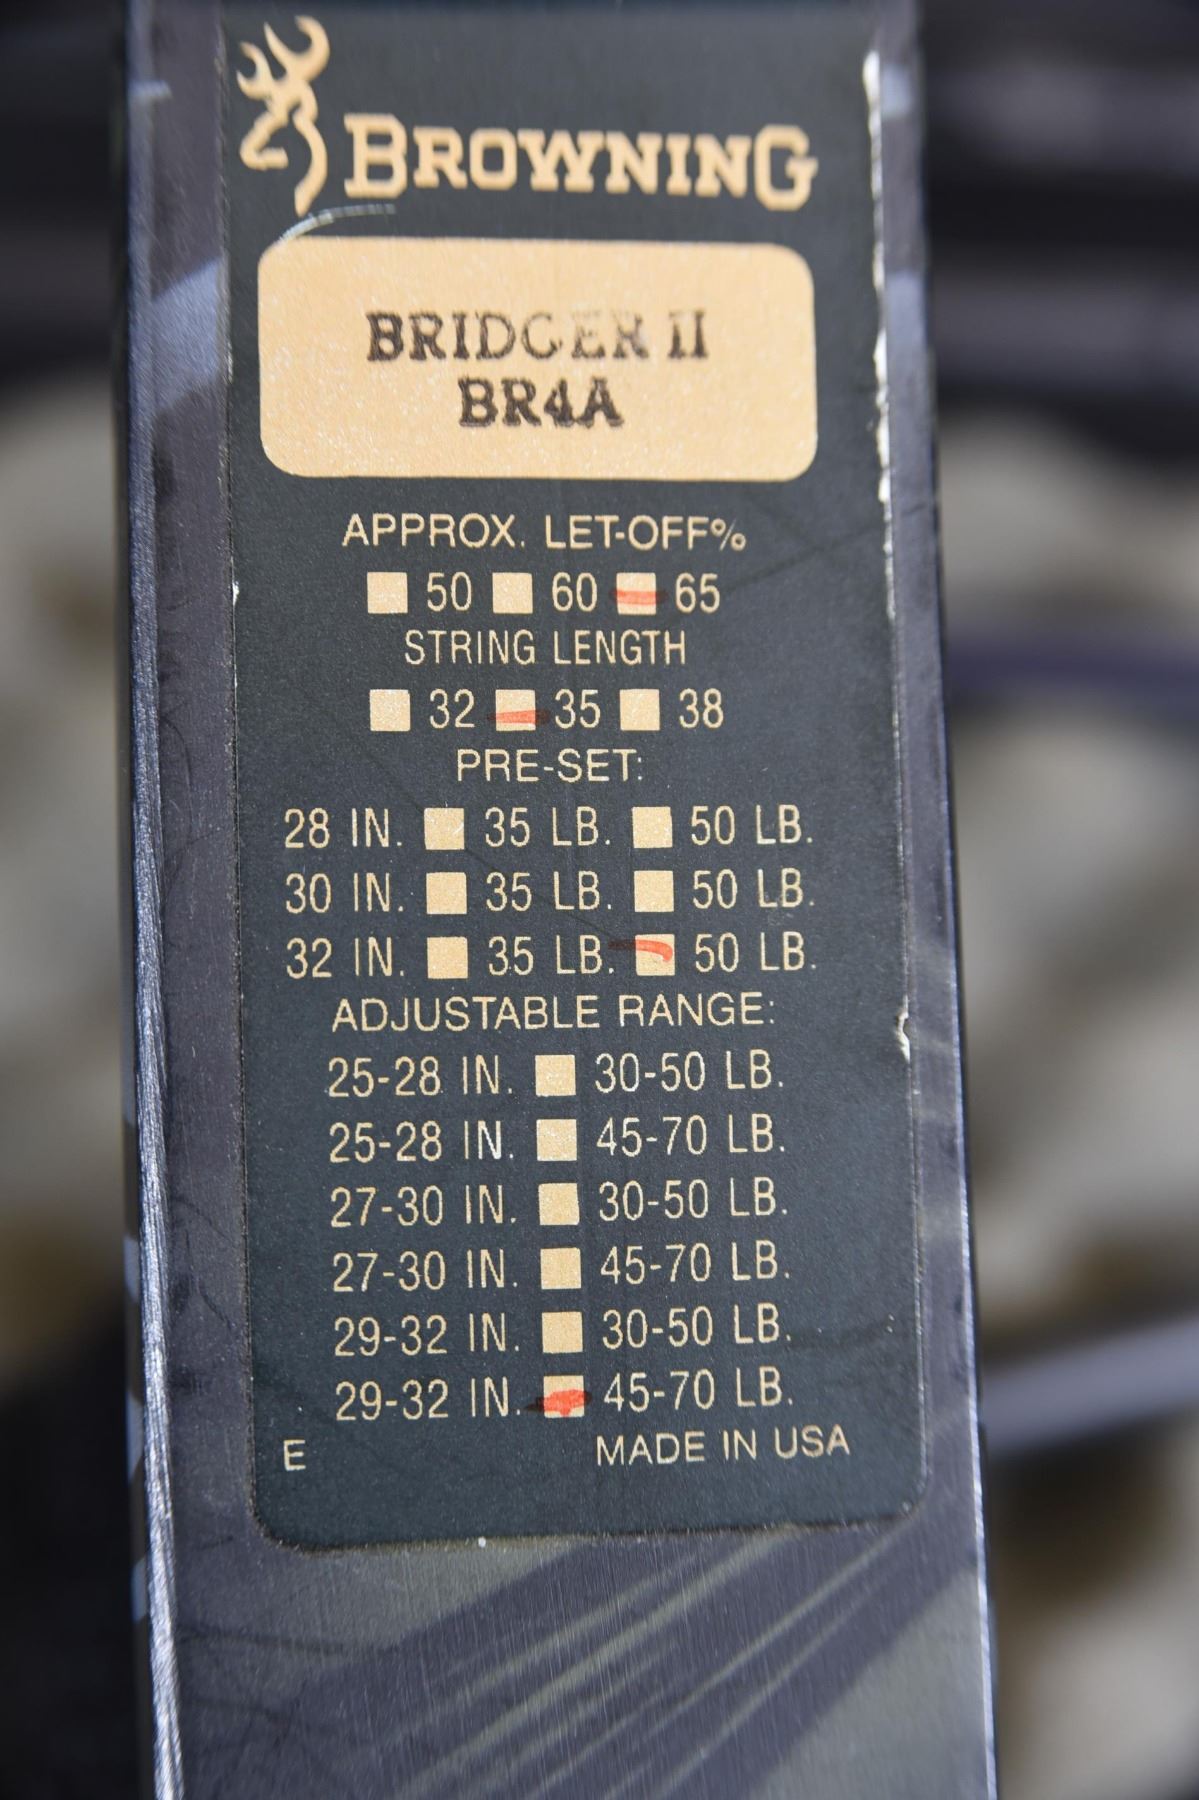 BROWNING
BRIDGER II
BR4A
APPROX. LET-OFF%
50 60 65
STRING LENGTH
32 35 38
PRE-SET:
28 IN. 35 LB. 50 LB.
30 IN. 35 LB. 50 LB.
32 IN. 35 LB. 50 LB.
ADJUSTABLE RANGE:
25-28 IN. 30-50 LB.
25-28 IN. 45-70 LB.
27-30 IN. 30-50 LB.
27-30 IN. 45-70 LB.
29-32 IN. 30-50 LB.
29-32 IN. 45-70 LB.
E MADE IN USA